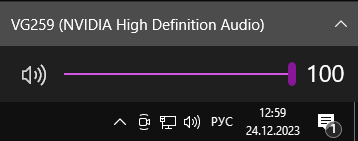 VG259 (NVIDIA High Definition Audio)
100
РУС
12:59
24.12.2023
1